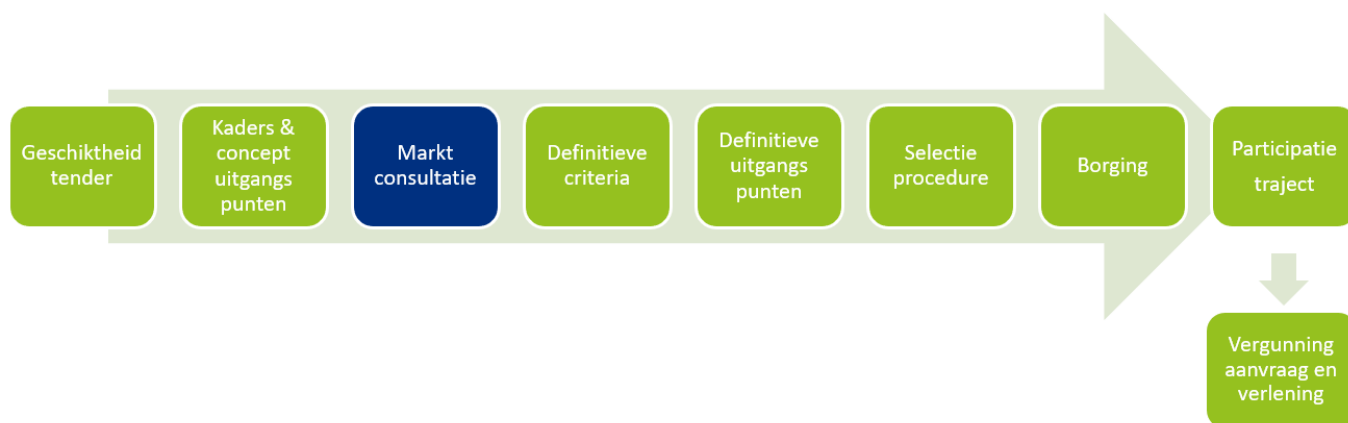 Geschiktheid
tender
Kaders &
concept
uitgangs
punten
Markt
consultatie
Definitieve
criteria
Definitieve
uitgangs
punten
Selectie
procedure
Borging
Participatie
traject
Vergunning
aanvraag en
verlening